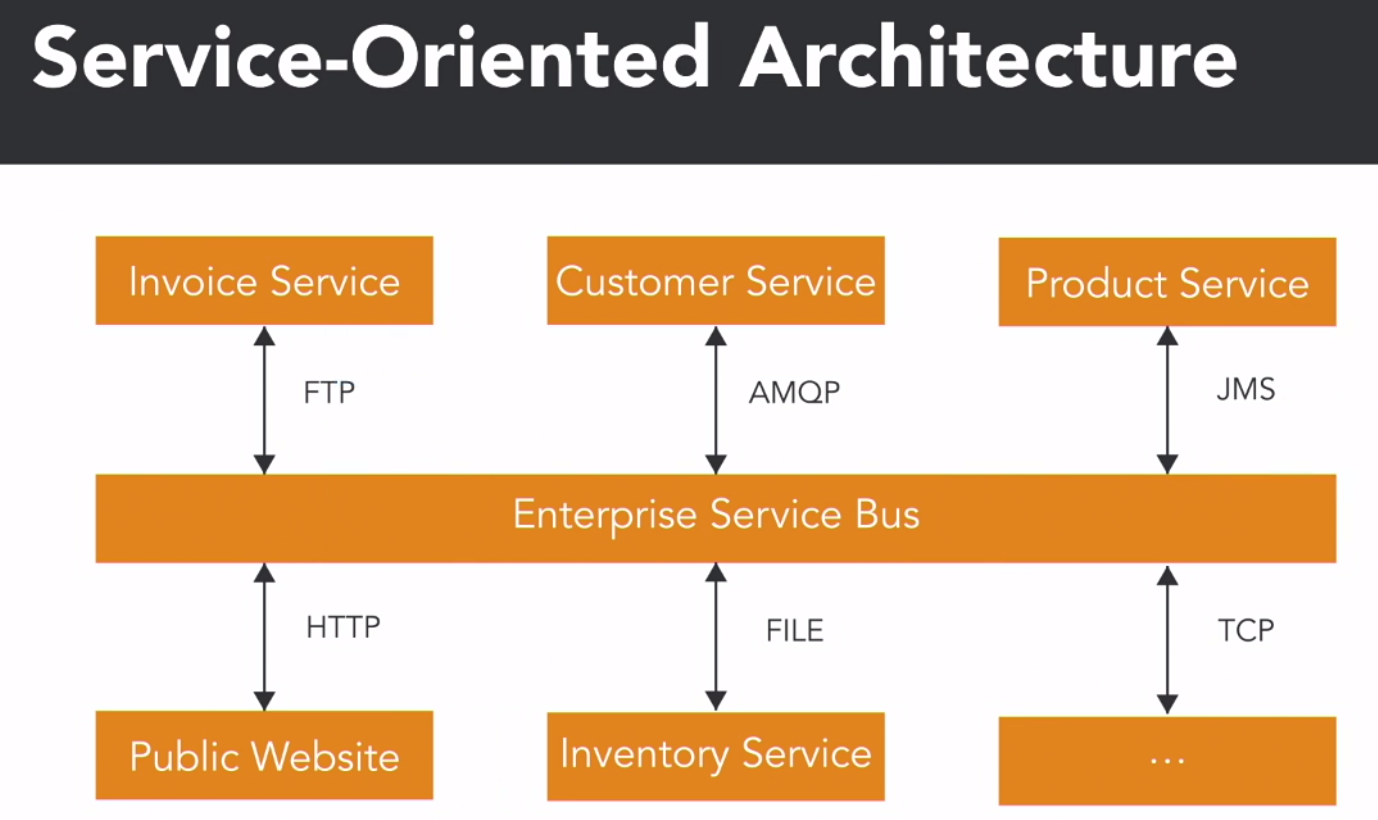 Service-Oriented Architecture
Invoice Service
Customer Service
Product Service
FTP
AMQP
JMS
Enterprise Service Bus
HTTP
FILE
TCP
Public Website
Inventory Service
...